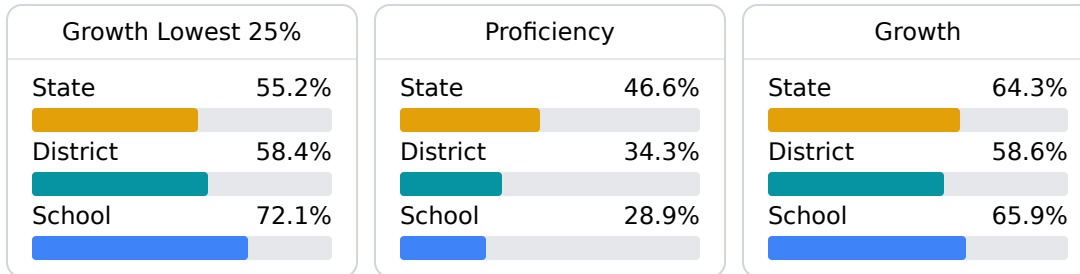 Growth Lowest 25%
State 55.2%
District 58.4%
School 72.1%
Proficiency
State 46.6%
District 34.3%
School 28.9%
Growth
State 64.3%
District 58.6%
School 65.9%